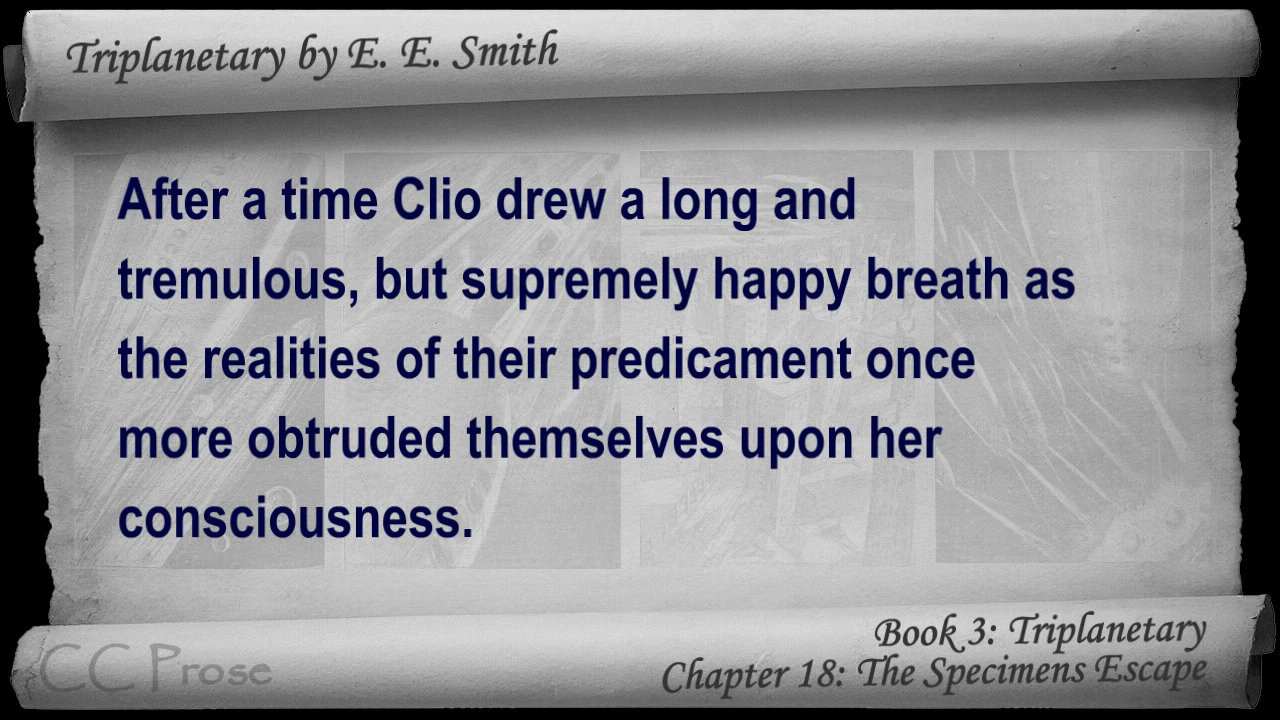 Triplanetary by E. E. Smith
After a time Clio drew a long and
tremulous, but supremely happy breath as
the realities of their predicament once
more obtruded themselves upon her
consciousness.
Book 3: Triplanetary
Chapter 18: The Specimens Escape
CC Prose